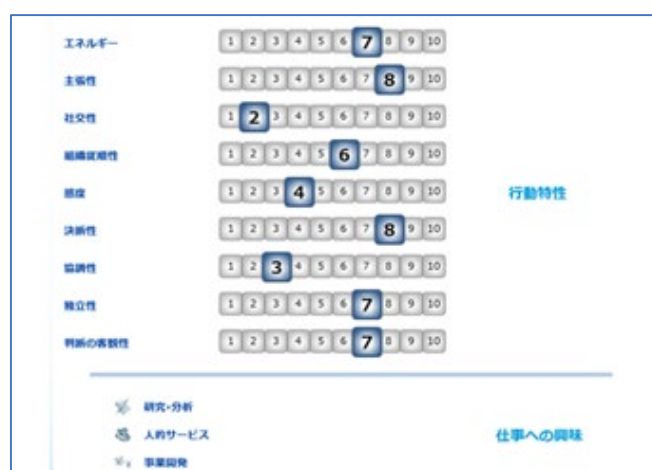 エネルギー 1 2 3 4 5 6 7 8 9 10
主張性 1 2 3 4 5 6 7 8 9 10
社交性 1 2 3 4 5 6 7 8 9 10
組織従順性 1 2 3 4 5 6 7 8 9 10
感度 1 2 3 4 5 6 7 8 9 10
行動特性
決断性 1 2 3 4 5 6 7 8 9 10
協調性 1 2 3 4 5 6 7 8 9 10
独立性 1 2 3 4 5 6 7 8 9 10
判断の客観性 1 2 3 4 5 6 7 8 9 10
研究・分析
人的サービス
仕事への興味
事業開発